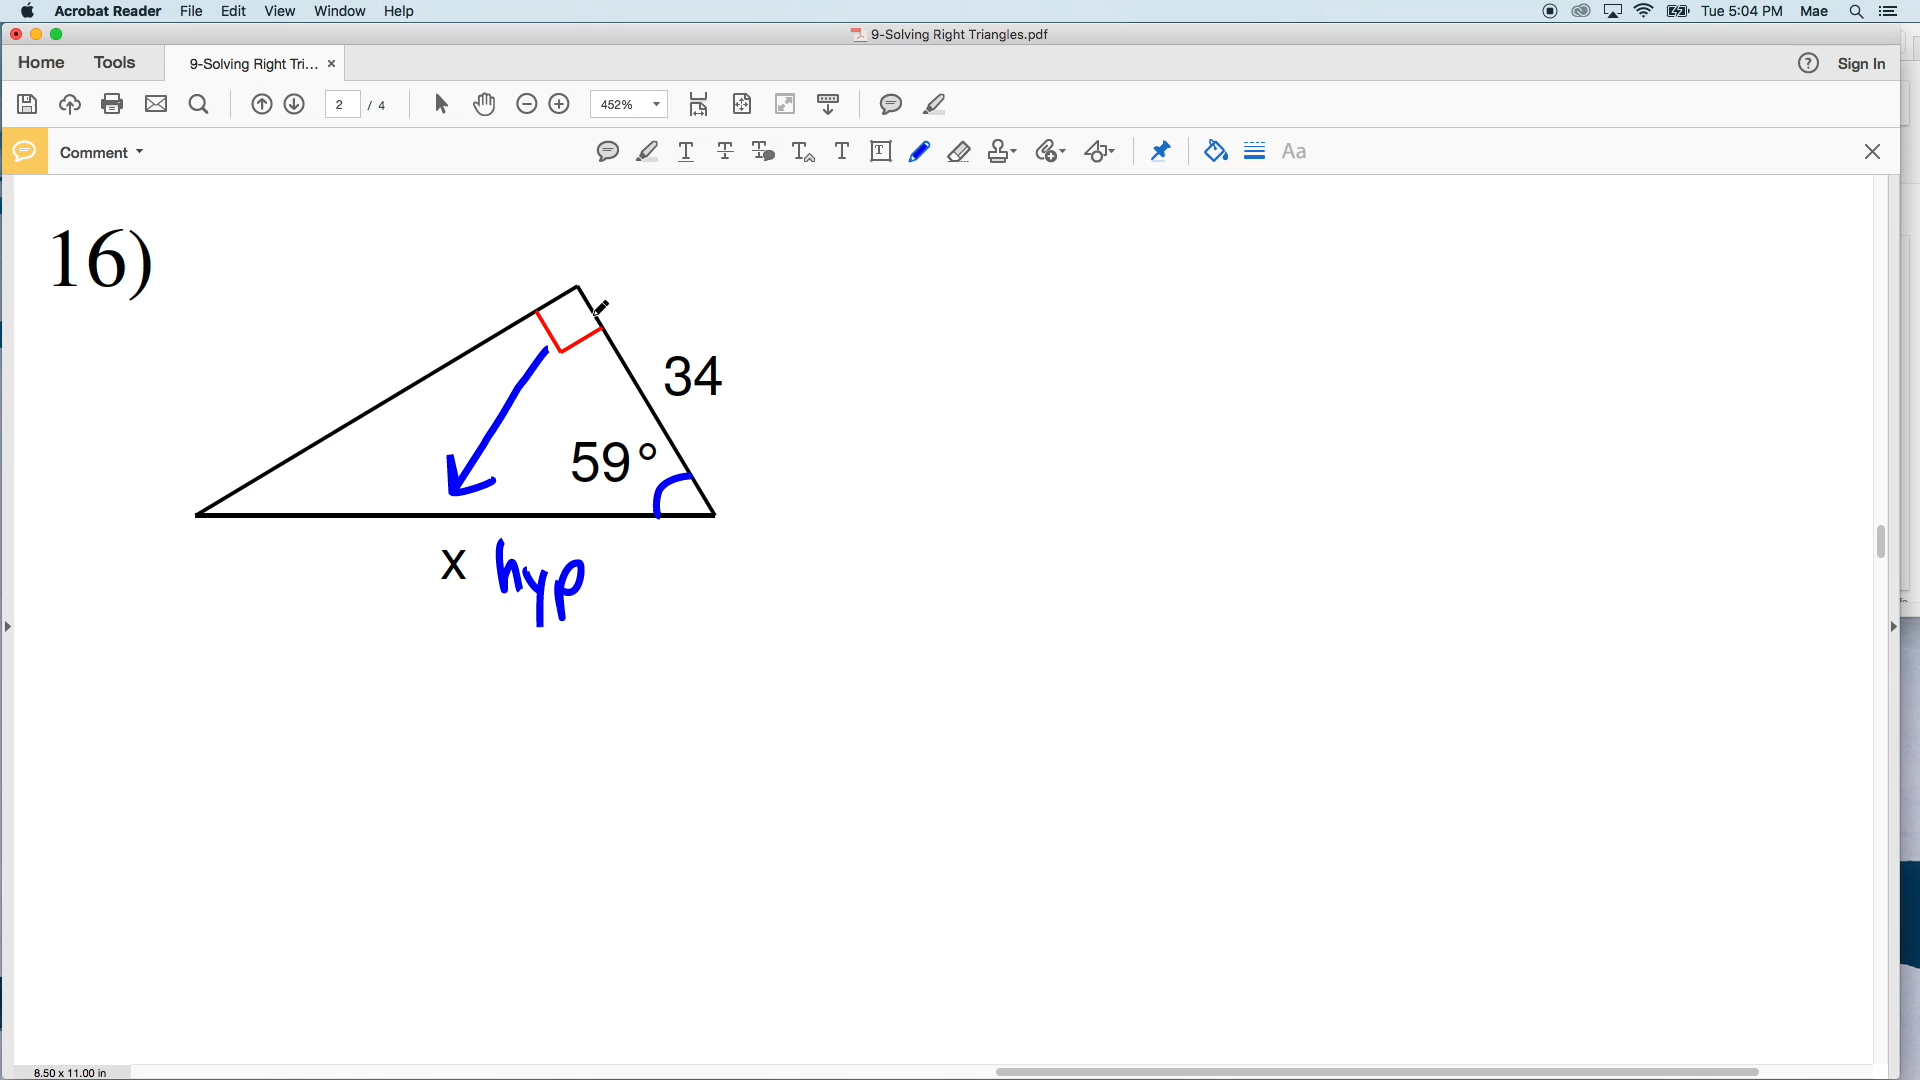 Acrobat Reader File Edit View Window Help Tue 5:04 PM Mae
9-Solving Right Triangles.pdf
Home Tools 9-Solving Right Tri... × ? Sign In
2 / 4 452%
Comment T T T T T T Aa
16)
34
59°
x hyp
8.50 x 11.00 in